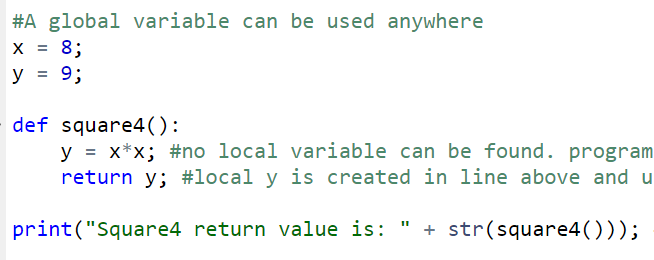 #A global variable can be used anywhere
x = 8;
y = 9;
def square4():
y = x*x; #no local variable can be found. program
return y; #local y is created in line above and u
print("Square4 return value is: " + str(square4()));